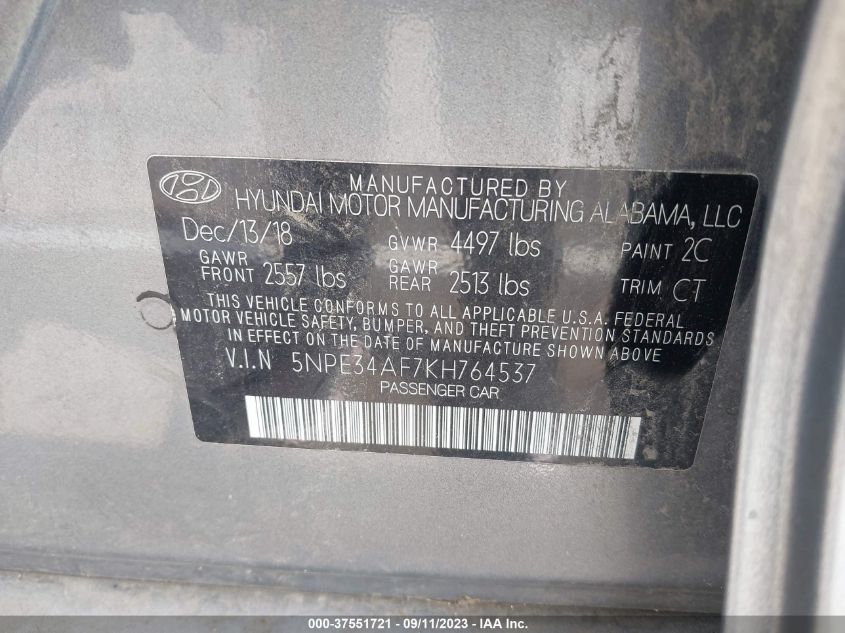 MANUFACTURED BY
HYUNDAI MOTOR MANUFACTURING ALABAMA, LLC
Dec/13/18 GVWR 4497 lbs PAINT 2C
GAWR FRONT 2557 lbs GAWR REAR 2513 lbs TRIM CT
THIS VEHICLE CONFORMS TO ALL APPLICABLE U.S.A. FEDERAL
MOTOR VEHICLE SAFETY, BUMPER, AND THEFT PREVENTION STANDARDS
IN EFFECT ON THE DATE OF MANUFACTURE SHOWN ABOVE
V.I.N 5NPE34AF7KH764537
PASSENGER CAR
000-37551721 - 09/11/2023 - IAAI.COM